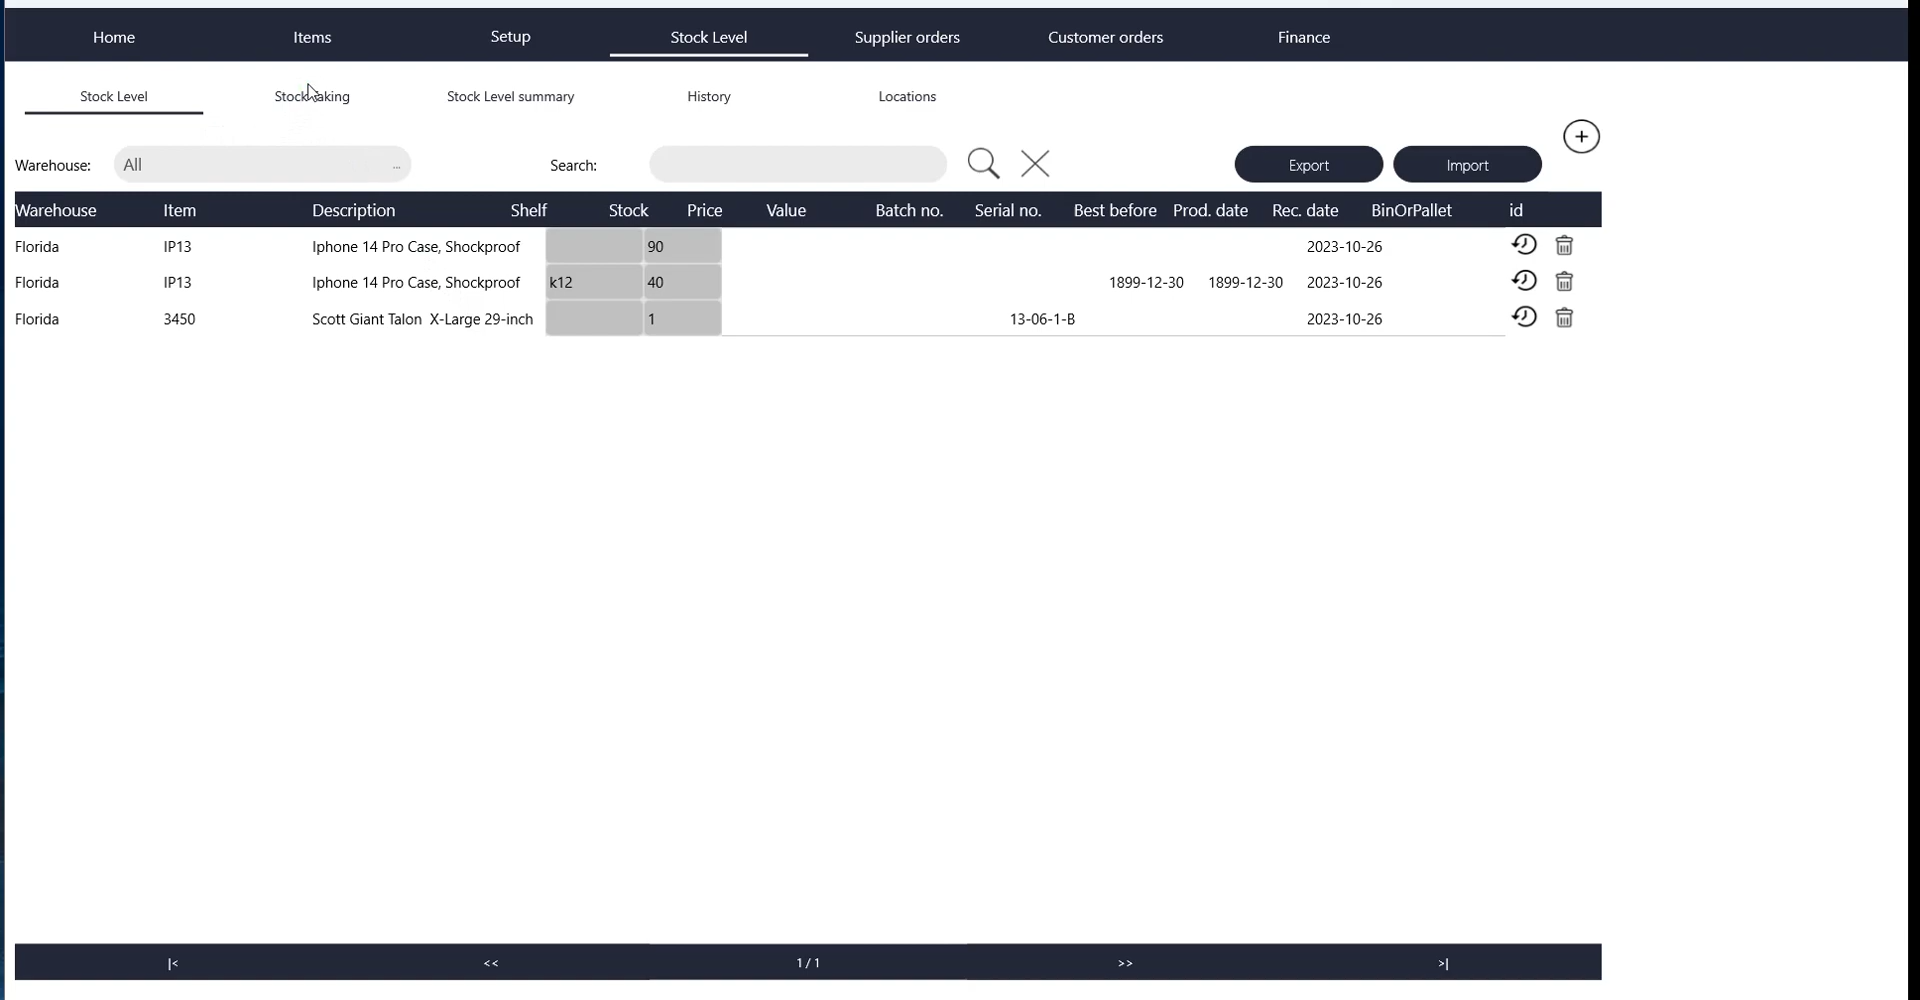 Home Items Setup Stock Level Supplier orders Customer orders Finance
Stock Level Stocktaking Stock Level summary History Locations
Warehouse: All ... Search: Export Import
Warehouse Item Description Shelf Stock Price Value Batch no. Serial no. Best before Prod. date Rec. date BinOrPallet id
Florida IP13 Iphone 14 Pro Case, Shockproof 90 2023-10-26
Florida IP13 Iphone 14 Pro Case, Shockproof k12 40 1899-12-30 1899-12-30 2023-10-26
Florida 3450 Scott Giant Talon X-Large 29-inch 1 13-06-1-B 2023-10-26
|< << 1 / 1 >> >|